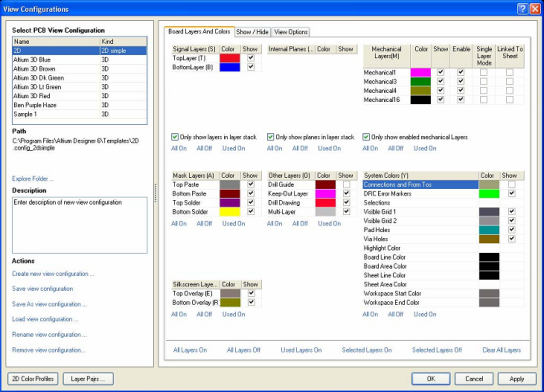 View Configurations
Select PCB View Configuration
Name Kind
2D 2D simple
Altium 3D Blue 3D
Altium 3D Brown 3D
Altium 3D Dk Green 3D
Altium 3D Lt Green 3D
Altium 3D Red 3D
Ben Purple Haze 3D
Sample 1 3D
Path
C:\Program Files\Altium Designer 6\Templates\2D
.config_2dsimple
Explore Folder ...
Description
Enter description of new view configuration
Actions
Create new view configuration ...
Save view configuration
Save As view configuration ...
Load view configuration ...
Rename view configuration ...
Remove view configuration...
2D Color Profiles
Layer Pairs ...
Board Layers And Colors Show / Hide View Options
Signal Layers (S) Color Show
TopLayer (T)
BottomLayer (B)
Only show layers in layer stack
All On All Off Used On
Internal Planes (... Color Show
Only show planes in layer stack
All On All Off Used On
Mechanical Layers(M) Color Show Enable Single Layer Mode Linked To Sheet
Mechanical1
Mechanical3
Mechanical4
Mechanical16
Only show enabled mechanical Layers
All On All Off Used On
Mask Layers (A) Color Show
Top Paste
Bottom Paste
Top Solder
Bottom Solder
All On All Off Used On
Other Layers (O) Color Show
Drill Guide
Keep-Out Layer
Drill Drawing
Multi-Layer
All On All Off Used On
System Colors (Y) Color Show
Connections and From Tos
DRC Error Markers
Selections
Visible Grid 1
Visible Grid 2
Pad Holes
Via Holes
Highlight Color
Board Line Color
Board Area Color
Sheet Line Color
Sheet Area Color
Workspace Start Color
Workspace End Color
All On All Off
Silkscreen Laye... Color Show
Top Overlay (E)
Bottom Overlay (R
All On All Off Used On
All Layers On All Layers Off Used Layers On Selected Layers On Selected Layers Off Clear All Layers
OK Cancel Apply